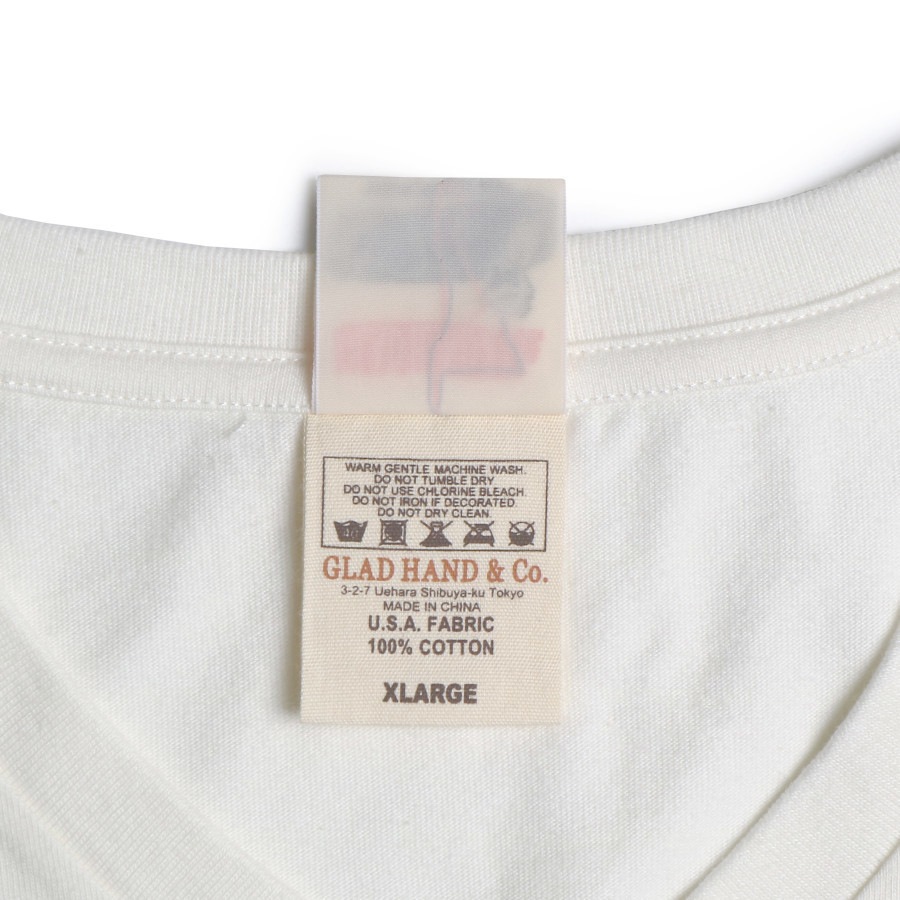 WARM GENTLE MACHINE WASH.
DO NOT TUMBLE DRY
DO NOT USE CHLORINE BLEACH.
DO NOT IRON IF DECORATED.
DO NOT DRY CLEAN.
40
GLAD HAND & Co.
3-2-7 Uehara Shibuya-ku Tokyo
MADE IN CHINA
U.S.A. FABRIC
100% COTTON
XLARGE